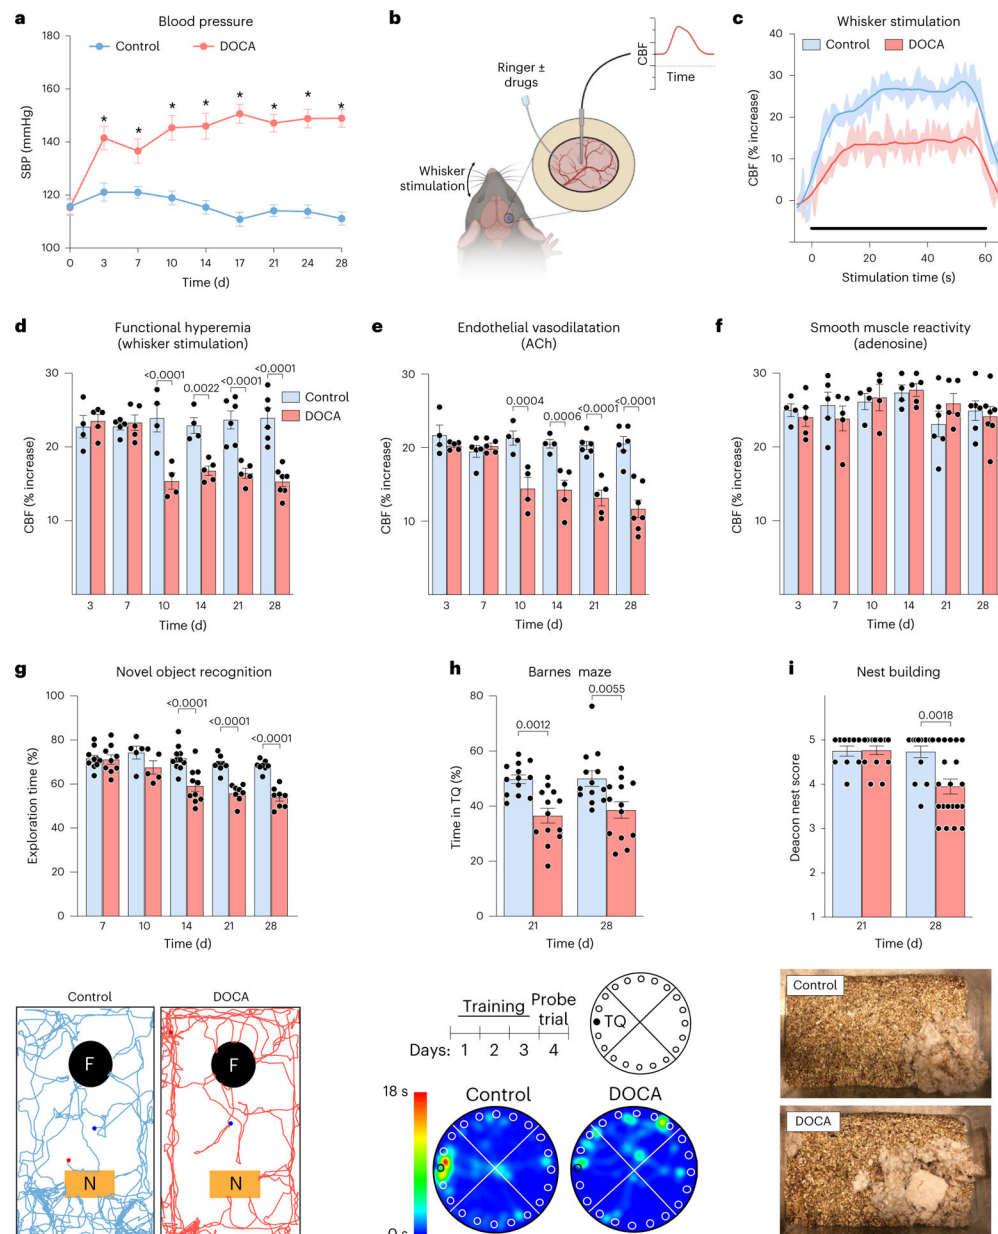 a
Blood pressure
Control
DOCA
180
160
140
120
100
SBP (mmHg)
*
*
*
*
*
*
*
*
0
3
7
10
14
17
21
24
28
Time (d)
b
Ringer ±
drugs
Whisker
stimulation
CBF
Time
c
Whisker stimulation
Control
DOCA
40
30
20
10
0
CBF (% increase)
0
20
40
60
Stimulation time (s)
d
Functional hyperemia
(whisker stimulation)
<0.0001
0.0022
<0.0001
<0.0001
Control
DOCA
30
20
10
CBF (% increase)
3
7
10
14
21
28
Time (d)
e
Endothelial vasodilatation
(ACh)
0.0004
0.0006
<0.0001
<0.0001
30
20
10
CBF (% increase)
3
7
10
14
21
28
Time (d)
f
Smooth muscle reactivity
(adenosine)
30
20
10
CBF (% increase)
3
7
10
14
21
28
Time (d)
g
Novel object recognition
<0.0001
<0.0001
<0.0001
100
80
60
40
20
0
Exploration time (%)
7
10
14
21
28
Time (d)
h
Barnes maze
0.0012
0.0055
80
60
40
20
0
Time in TQ (%)
21
28
Time (d)
i
Nest building
0.0018
5
4
3
2
1
Deacon nest score
21
28
Time (d)
Control
DOCA
F
N
F
N
Training
Probe
trial
Days: 1 2 3 4
TQ
18 s
0 s
Control
DOCA
Control
DOCA